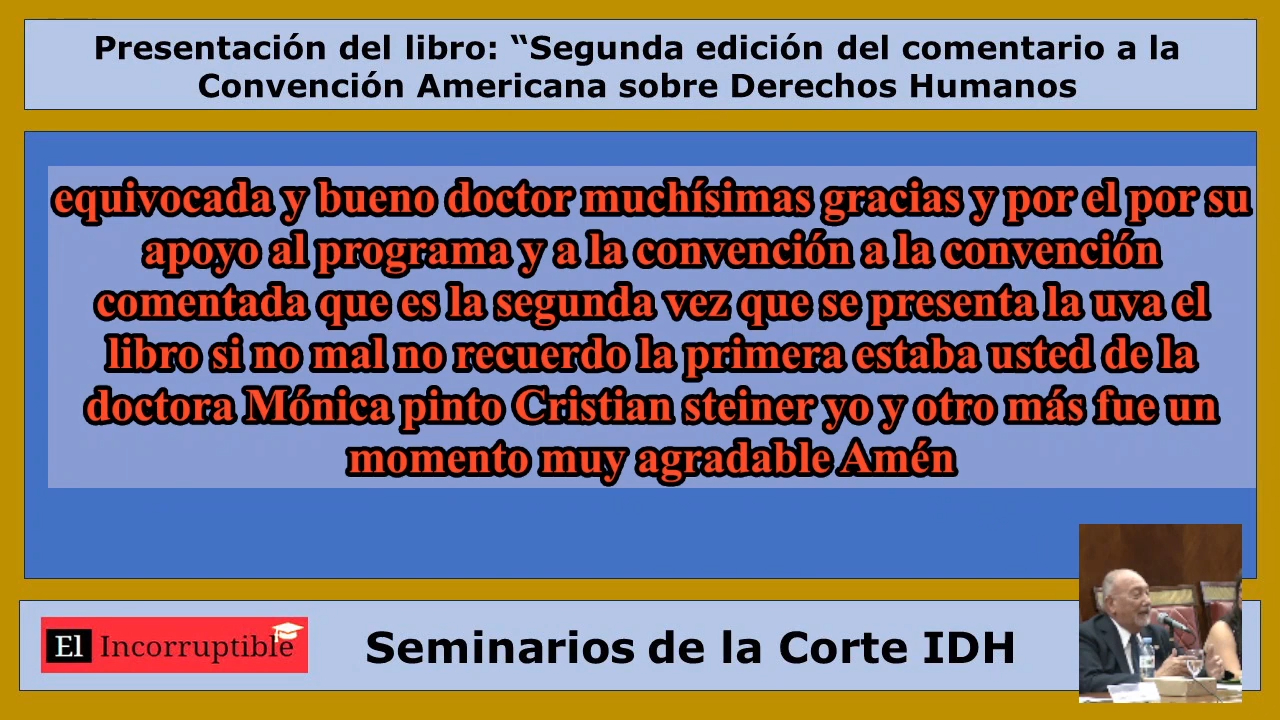 Presentación del libro: “Segunda edición del comentario a la
Convención Americana sobre Derechos Humanos
equivocada y bueno doctor muchísimas gracias y por el por su
apoyo al programa y a la convención a la convención
comentada que es la segunda vez que se presenta la uva el
libro si no mal no recuerdo la primera estaba usted de la
doctora Mónica pinto Cristian steiner yo y otro más fue un
momento muy agradable Amén
El Incorruptible
Seminarios de la Corte IDH